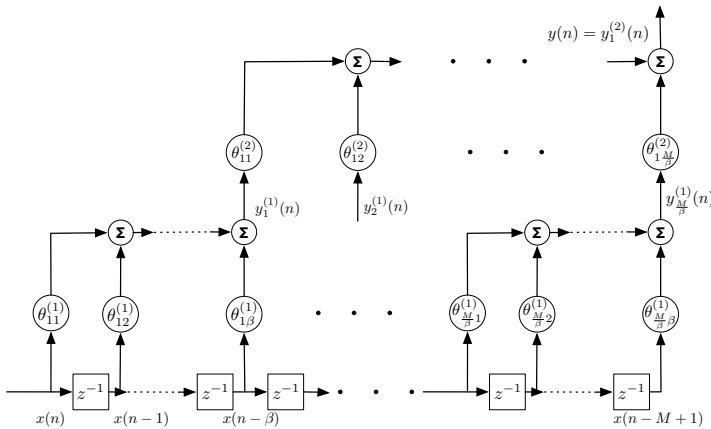 y(n) = y_1^{(2)}(n)
Σ Σ
θ_{11}^{(2)} θ_{12}^{(2)} θ_{1\frac{M}{β}}^{(2)}
y_1^{(1)}(n) y_2^{(1)}(n) y_{\frac{M}{β}}^{(1)}(n)
Σ Σ Σ Σ
θ_{11}^{(1)} θ_{12}^{(1)} θ_{1β}^{(1)} θ_{\frac{M}{β}1}^{(1)} θ_{\frac{M}{β}2}^{(1)} θ_{\frac{M}{β}β}^{(1)}
z^{-1} z^{-1} z^{-1} z^{-1} z^{-1}
x(n) x(n − 1) x(n − β) x(n − M + 1)